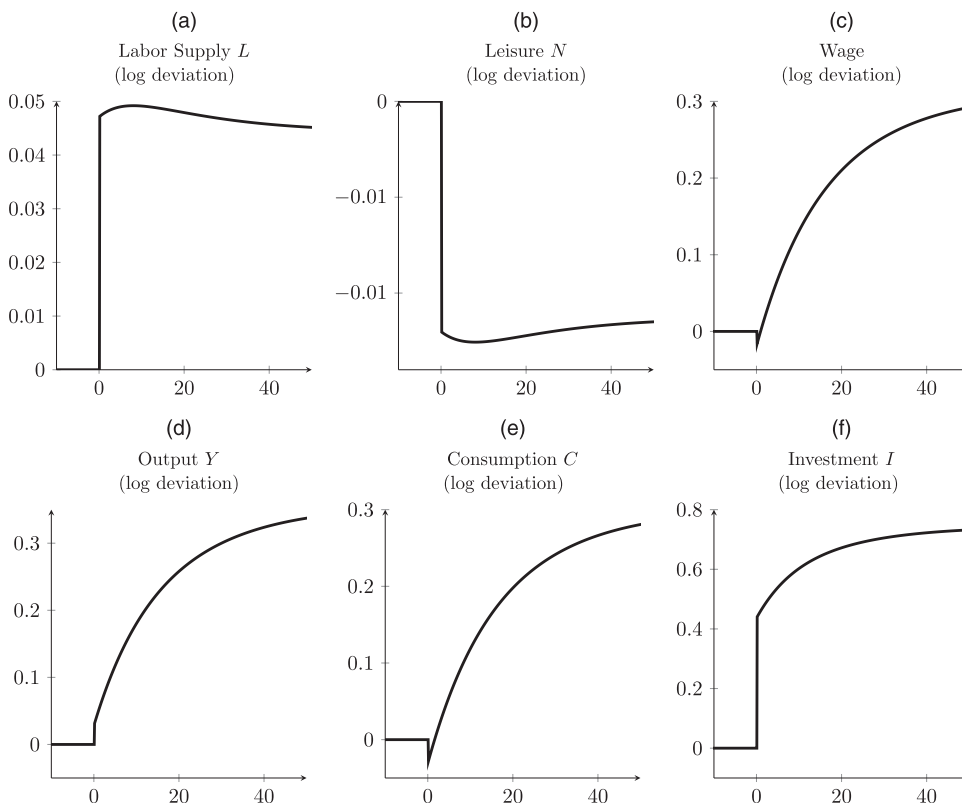 (a)
Labor Supply L
(log deviation)
0.05
0.04
0.03
0.02
0.01
0
0 20 40
(b)
Leisure N
(log deviation)
0
−0.01
−0.01
0 20 40
(c)
Wage
(log deviation)
0.3
0.2
0.1
0
0 20 40
(d)
Output Y
(log deviation)
0.3
0.2
0.1
0
0 20 40
(e)
Consumption C
(log deviation)
0.3
0.2
0.1
0
0 20 40
(f)
Investment I
(log deviation)
0.8
0.6
0.4
0.2
0
0 20 40